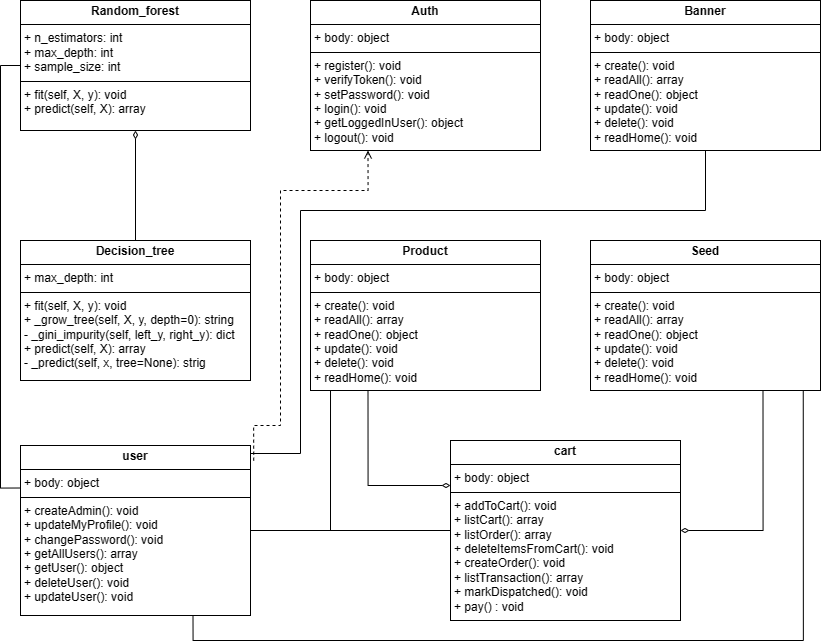 Random_forest
+ n_estimators: int
+ max_depth: int
+ sample_size: int
+ fit(self, X, y): void
+ predict(self, X): array
Auth
+ body: object
+ register(): void
+ verifyToken(): void
+ setPassword(): void
+ login(): void
+ getLoggedInUser(): object
+ logout(): void
Banner
+ body: object
+ create(): void
+ readAll(): array
+ readOne(): object
+ update(): void
+ delete(): void
+ readHome(): void
Decision_tree
+ max_depth: int
+ fit(self, X, y): void
+ _grow_tree(self, X, y, depth=0): string
- _gini_impurity(self, left_y, right_y): dict
+ predict(self, X): array
- _predict(self, x, tree=None): strig
Product
+ body: object
+ create(): void
+ readAll(): array
+ readOne(): object
+ update(): void
+ delete(): void
+ readHome(): void
Seed
+ body: object
+ create(): void
+ readAll(): array
+ readOne(): object
+ update(): void
+ delete(): void
+ readHome(): void
user
+ body: object
+ createAdmin(): void
+ updateMyProfile(): void
+ changePassword(): void
+ getAllUsers(): array
+ getUser(): object
+ deleteUser(): void
+ updateUser(): void
cart
+ body: object
+ addToCart(): void
+ listCart(): array
+ listOrder(): array
+ deleteItemsFromCart(): void
+ createOrder(): void
+ listTransaction(): array
+ markDispatched(): void
+ pay() : void